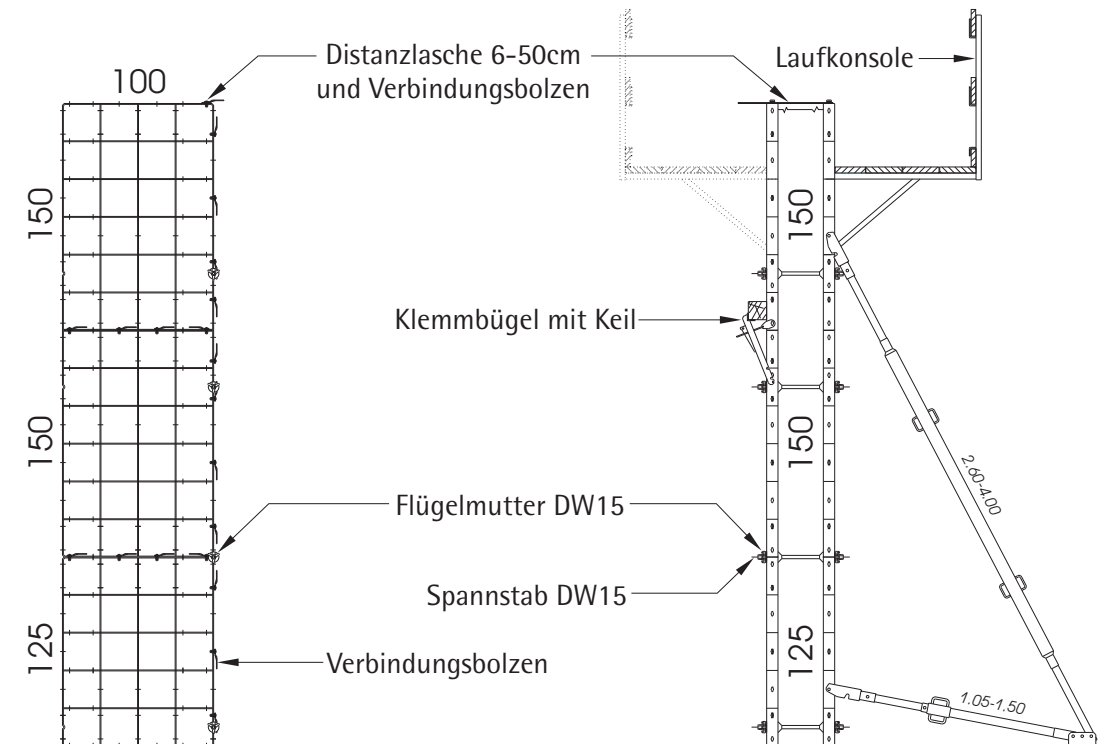 Distanzlasche 6-50cm
und Verbindungsbolzen
Laufkonsole
100
150
150
Klemmbügel mit Keil
150
150
2.60-4.00
Flügelmutter DW15
Spannstab DW15
125
125
Verbindungsbolzen
1.05-1.50